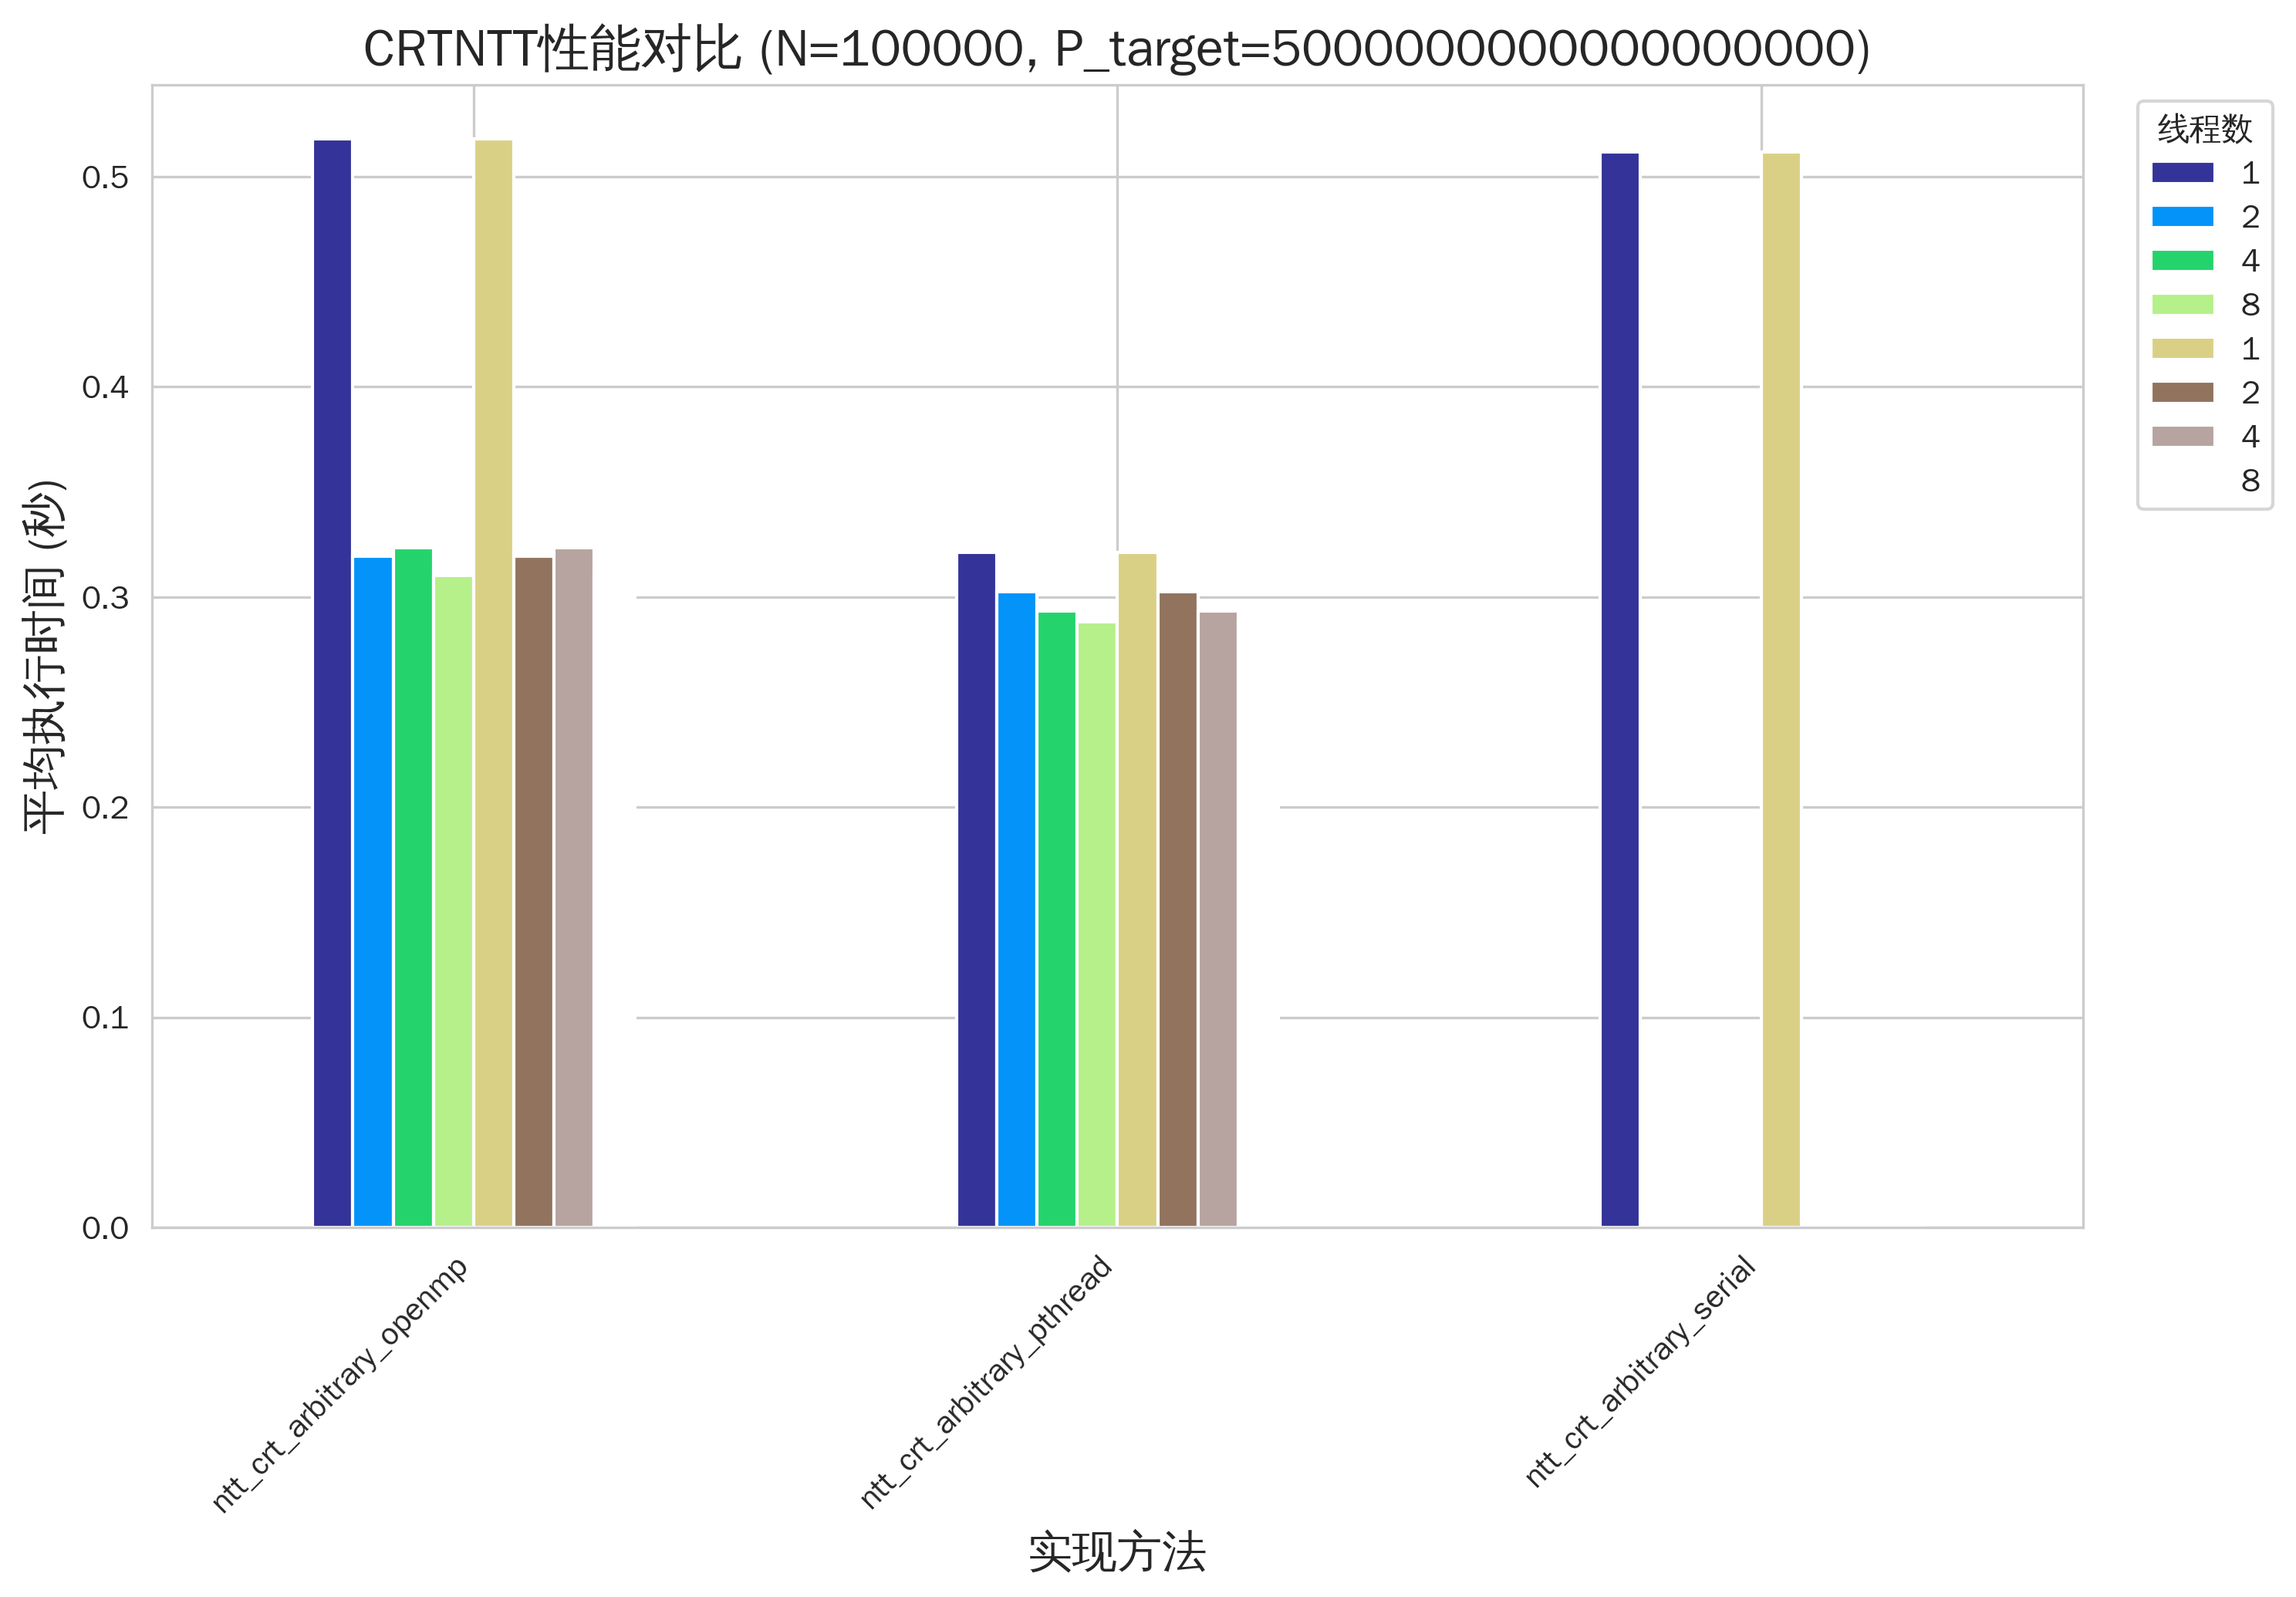 CRTNTT性能对比 (N=100000, P_target=5000000000000000000)
线程数
1
2
4
8
1
2
4
8
平均执行时间 (秒)
0.5
0.4
0.3
0.2
0.1
0.0
ntt_crt_arbitrary_openmp
ntt_crt_arbitrary_pthread
ntt_crt_arbitrary_serial
实现方法